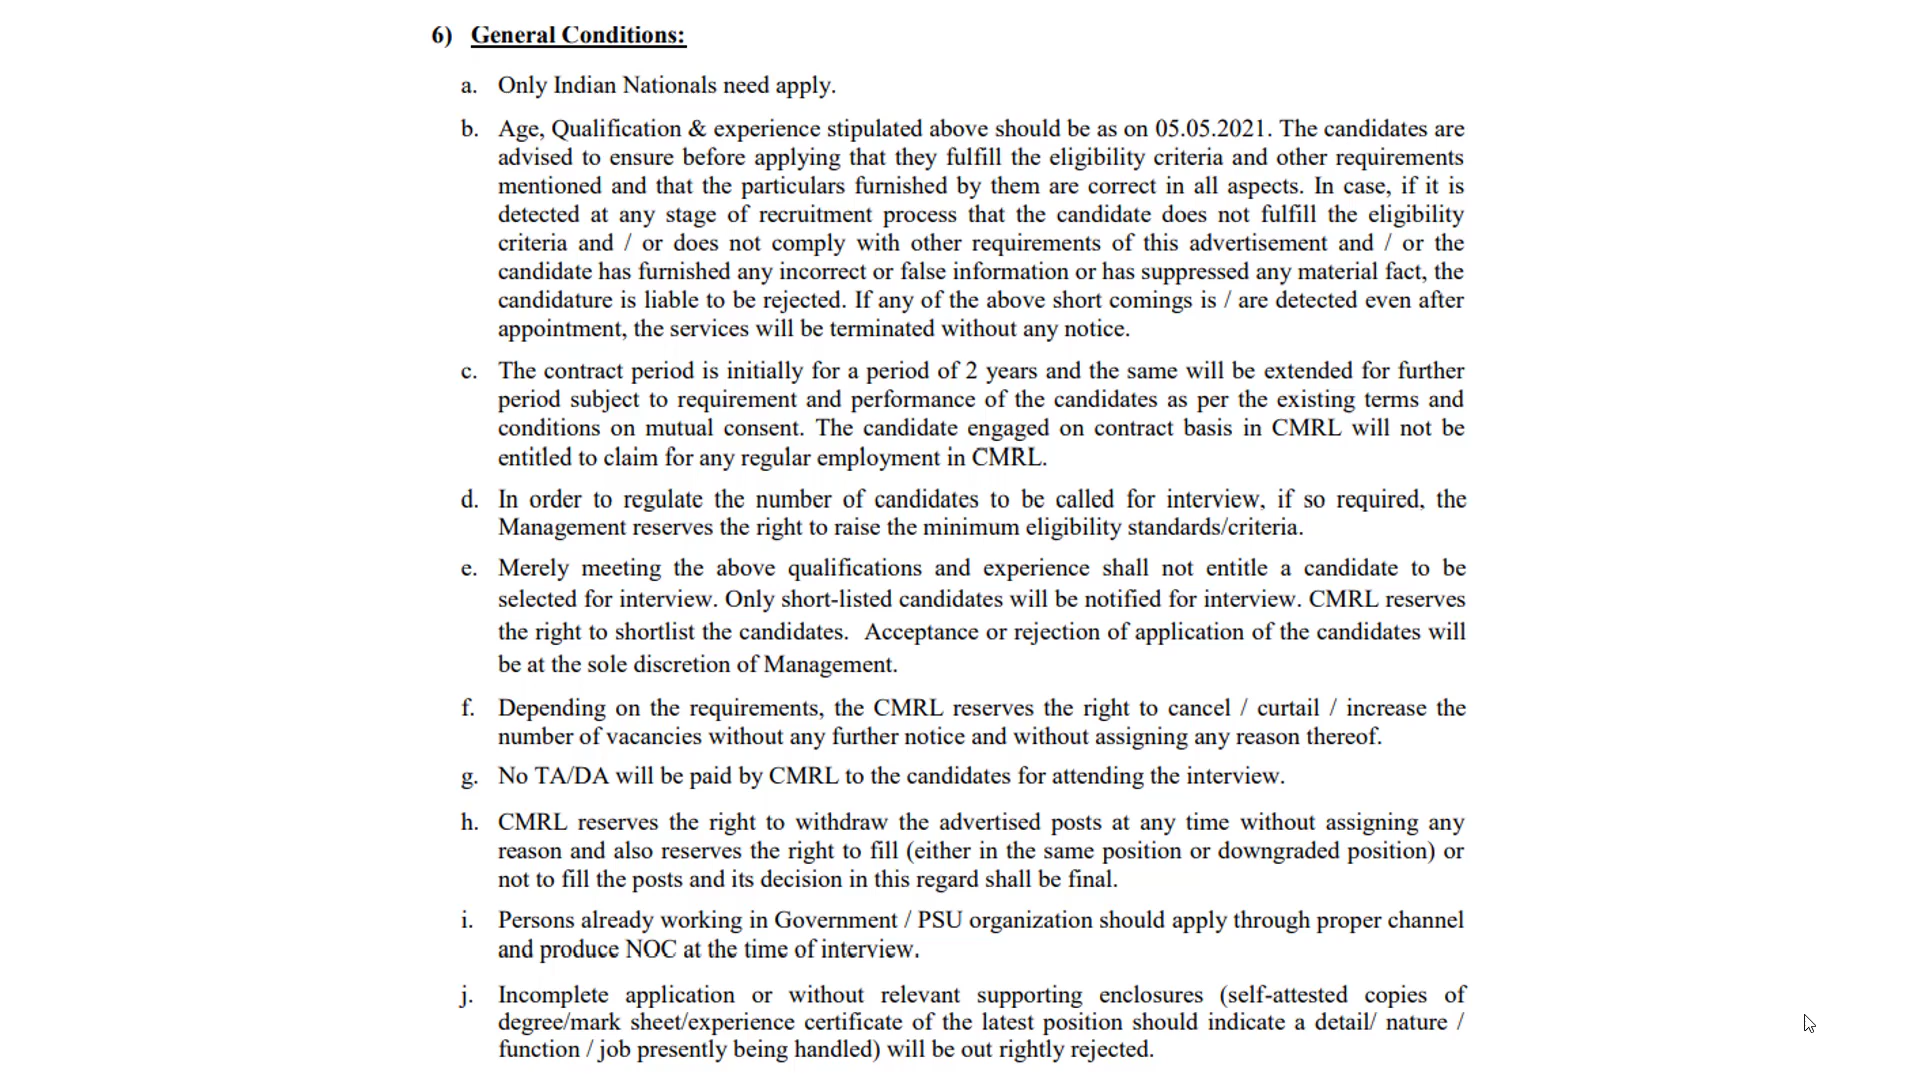 6) General Conditions:
a. Only Indian Nationals need apply.
b. Age, Qualification & experience stipulated above should be as on 05.05.2021. The candidates are
advised to ensure before applying that they fulfill the eligibility criteria and other requirements
mentioned and that the particulars furnished by them are correct in all aspects. In case, if it is
detected at any stage of recruitment process that the candidate does not fulfill the eligibility
criteria and / or does not comply with other requirements of this advertisement and / or the
candidate has furnished any incorrect or false information or has suppressed any material fact, the
candidature is liable to be rejected. If any of the above short comings is / are detected even after
appointment, the services will be terminated without any notice.
c. The contract period is initially for a period of 2 years and the same will be extended for further
period subject to requirement and performance of the candidates as per the existing terms and
conditions on mutual consent. The candidate engaged on contract basis in CMRL will not be
entitled to claim for any regular employment in CMRL.
d. In order to regulate the number of candidates to be called for interview, if so required, the
Management reserves the right to raise the minimum eligibility standards/criteria.
e. Merely meeting the above qualifications and experience shall not entitle a candidate to be
selected for interview. Only short-listed candidates will be notified for interview. CMRL reserves
the right to shortlist the candidates. Acceptance or rejection of application of the candidates will
be at the sole discretion of Management.
f. Depending on the requirements, the CMRL reserves the right to cancel / curtail / increase the
number of vacancies without any further notice and without assigning any reason thereof.
g. No TA/DA will be paid by CMRL to the candidates for attending the interview.
h. CMRL reserves the right to withdraw the advertised posts at any time without assigning any
reason and also reserves the right to fill (either in the same position or downgraded position) or
not to fill the posts and its decision in this regard shall be final.
i. Persons already working in Government / PSU organization should apply through proper channel
and produce NOC at the time of interview.
j. Incomplete application or without relevant supporting enclosures (self-attested copies of
degree/mark sheet/experience certificate of the latest position should indicate a detail/ nature /
function / job presently being handled) will be out rightly rejected.